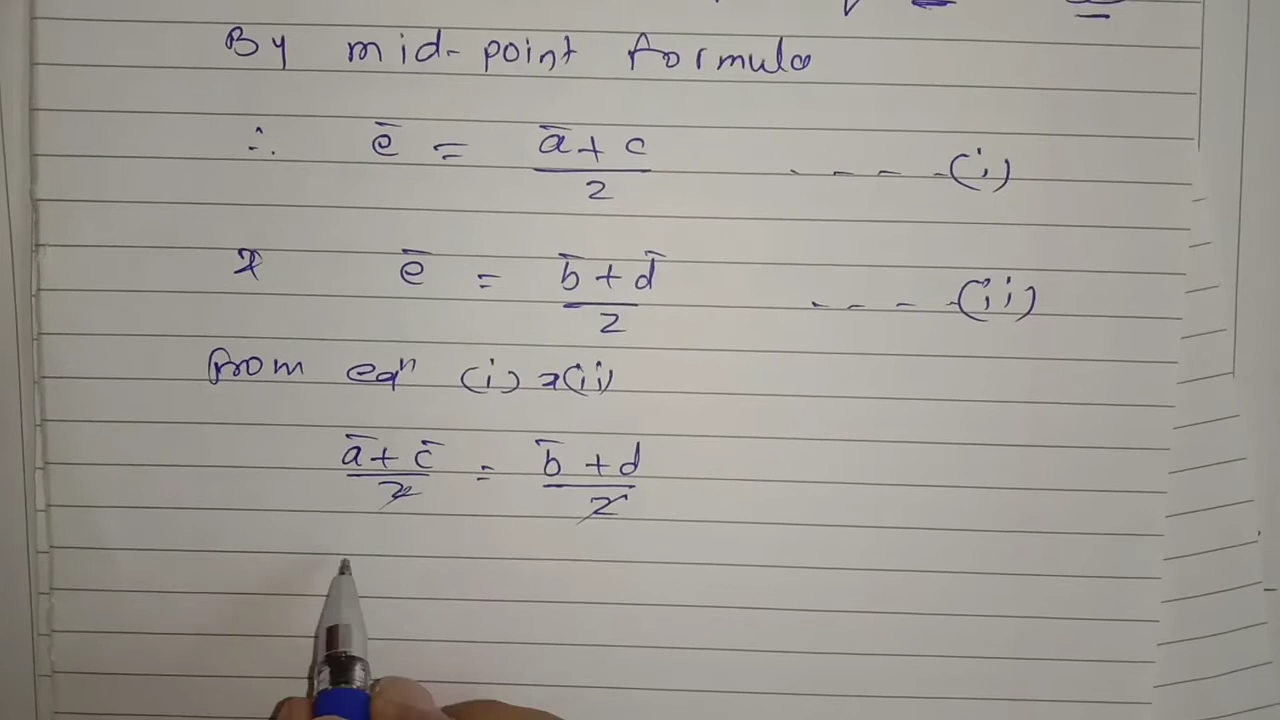 By mid-point formula
∴ e̅ = (a̅ + c)/2 ---- (i)
& e̅ = (b̅ + d̅)/2 ---- (ii)
from eqⁿ (i) & (ii)
(a̅ + c̅)/2 = (b̅ + d)/2